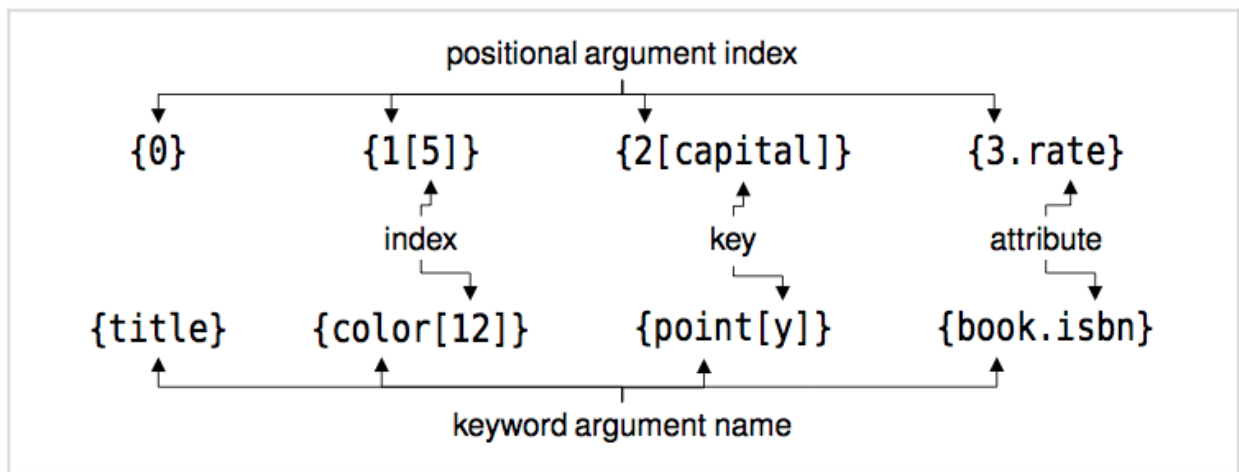 positional argument index
{0} {1[5]} {2[capital]} {3.rate}
index key attribute
{title} {color[12]} {point[y]} {book.isbn}
keyword argument name